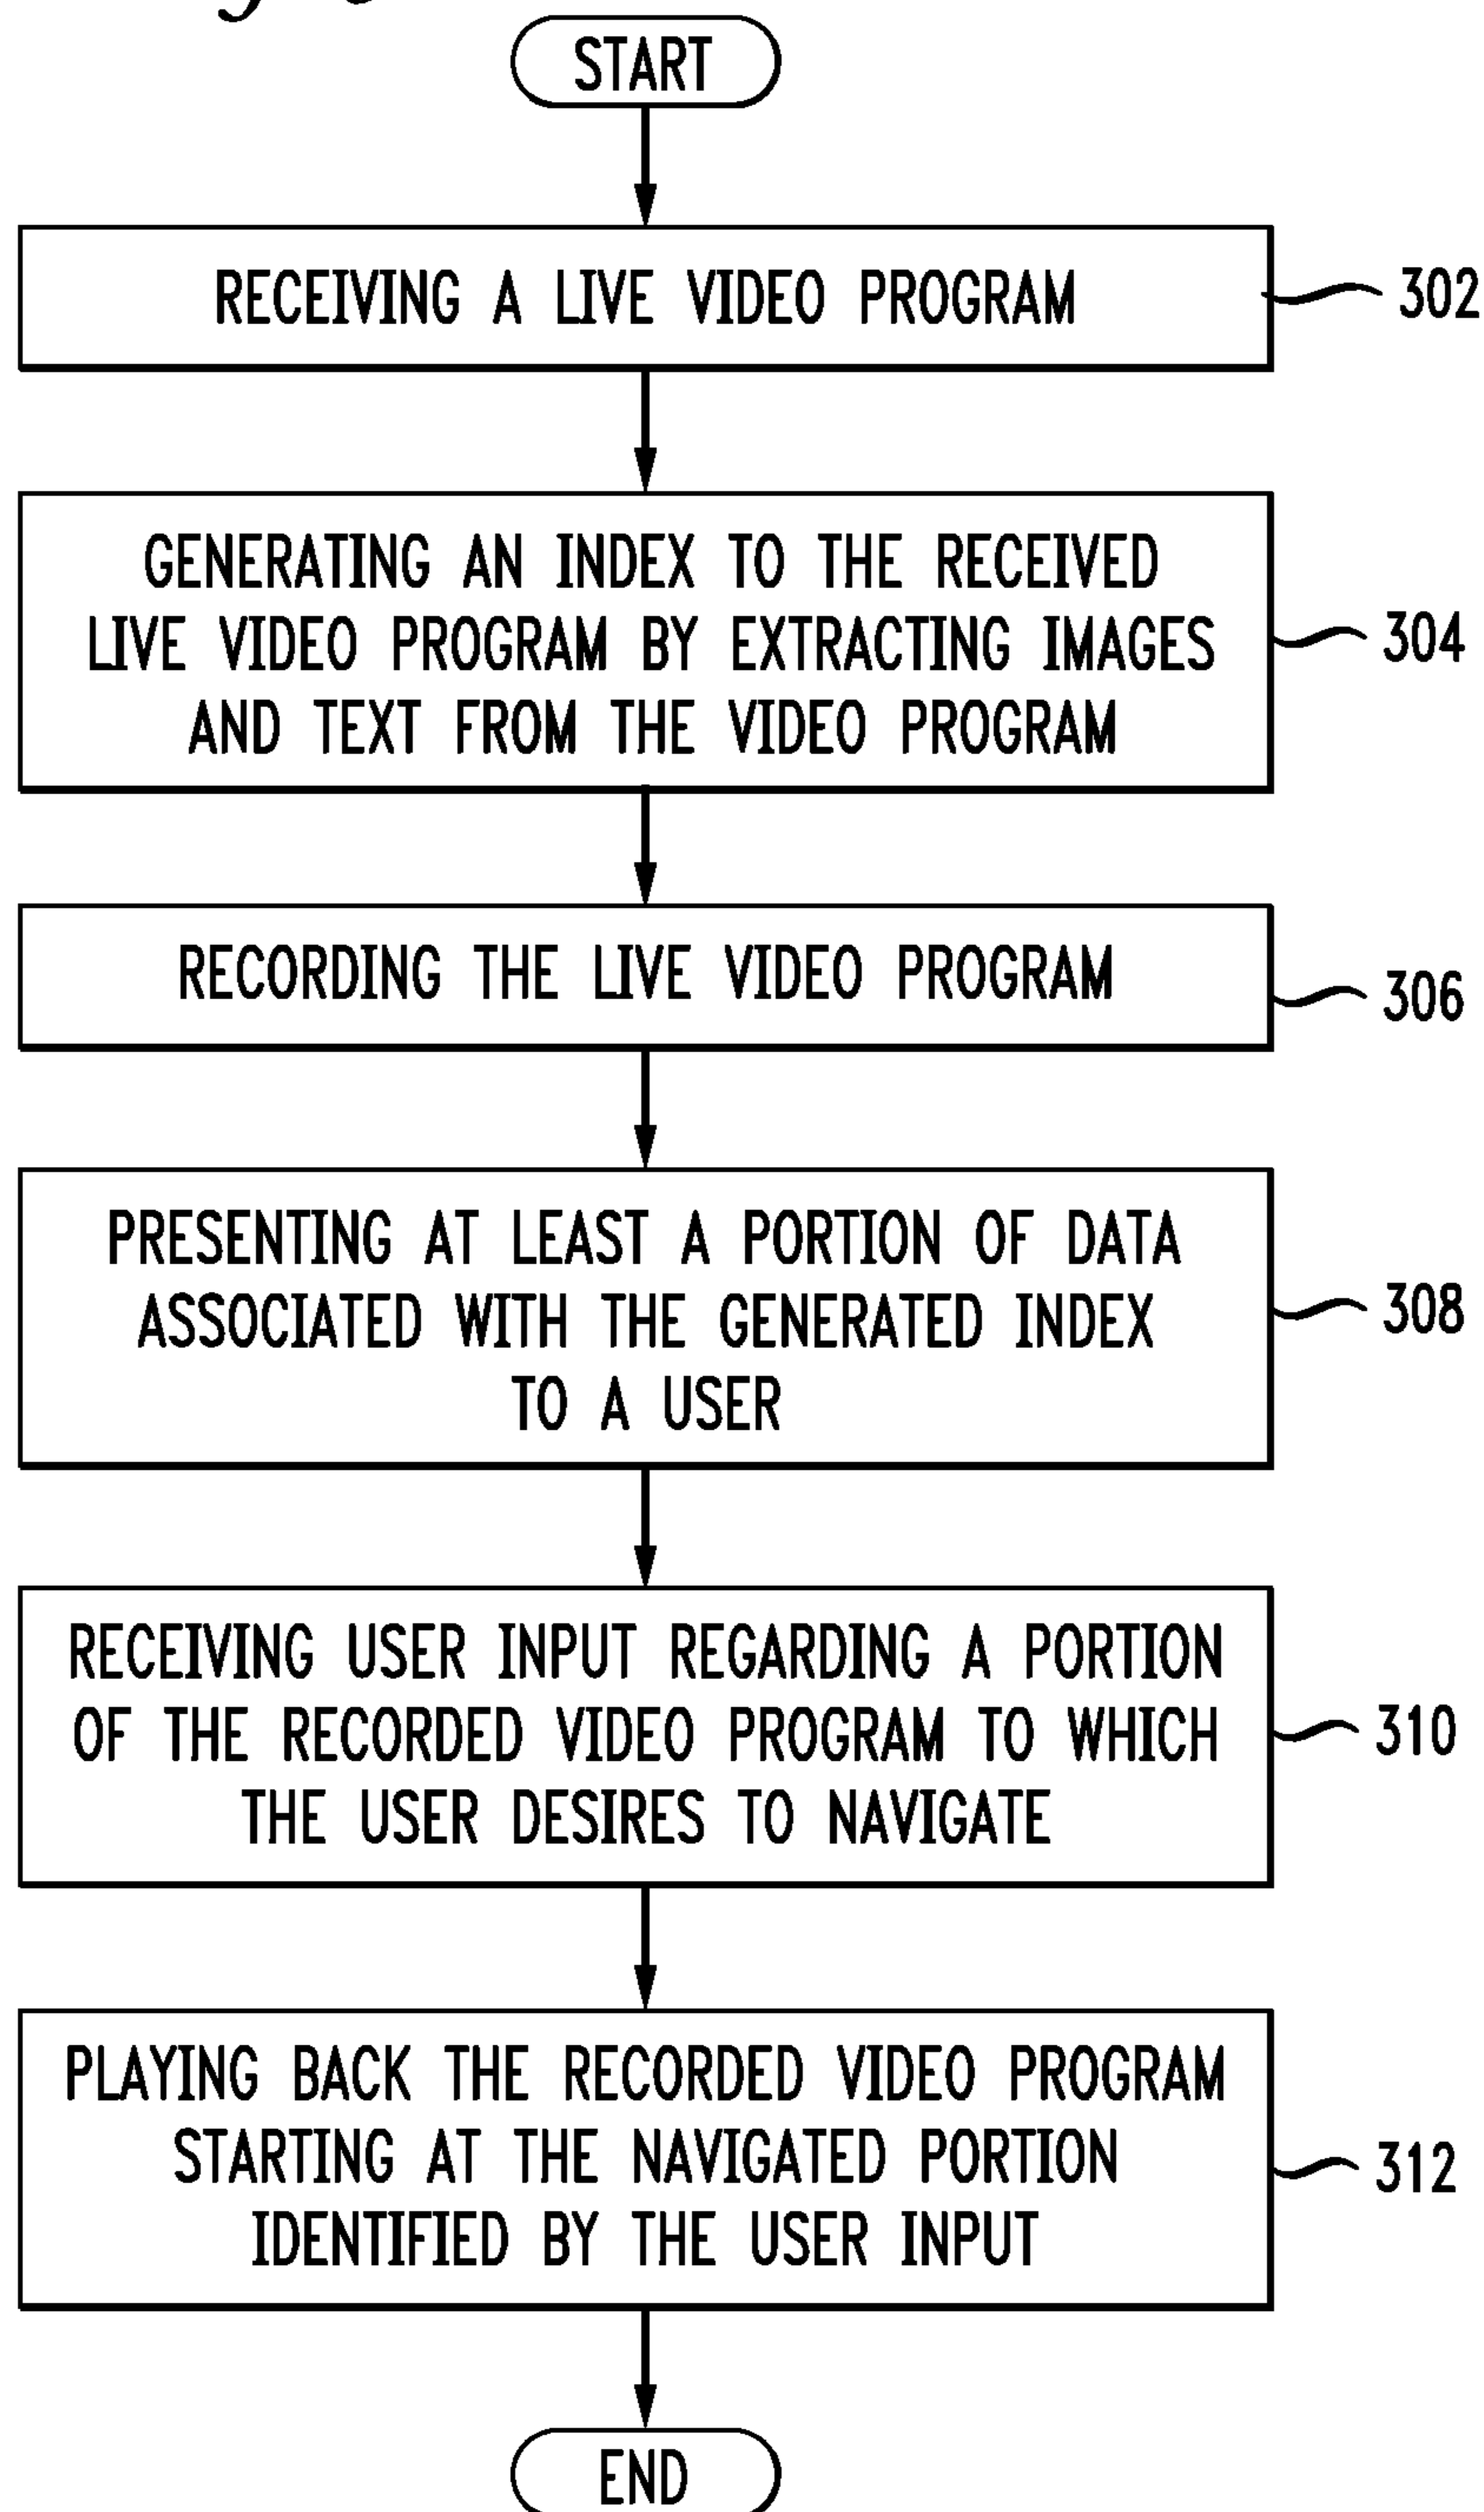 START
RECEIVING A LIVE VIDEO PROGRAM
302
GENERATING AN INDEX TO THE RECEIVED
LIVE VIDEO PROGRAM BY EXTRACTING IMAGES
AND TEXT FROM THE VIDEO PROGRAM
304
RECORDING THE LIVE VIDEO PROGRAM
306
PRESENTING AT LEAST A PORTION OF DATA
ASSOCIATED WITH THE GENERATED INDEX
TO A USER
308
RECEIVING USER INPUT REGARDING A PORTION
OF THE RECORDED VIDEO PROGRAM TO WHICH
THE USER DESIRES TO NAVIGATE
310
PLAYING BACK THE RECORDED VIDEO PROGRAM
STARTING AT THE NAVIGATED PORTION
IDENTIFIED BY THE USER INPUT
312
END